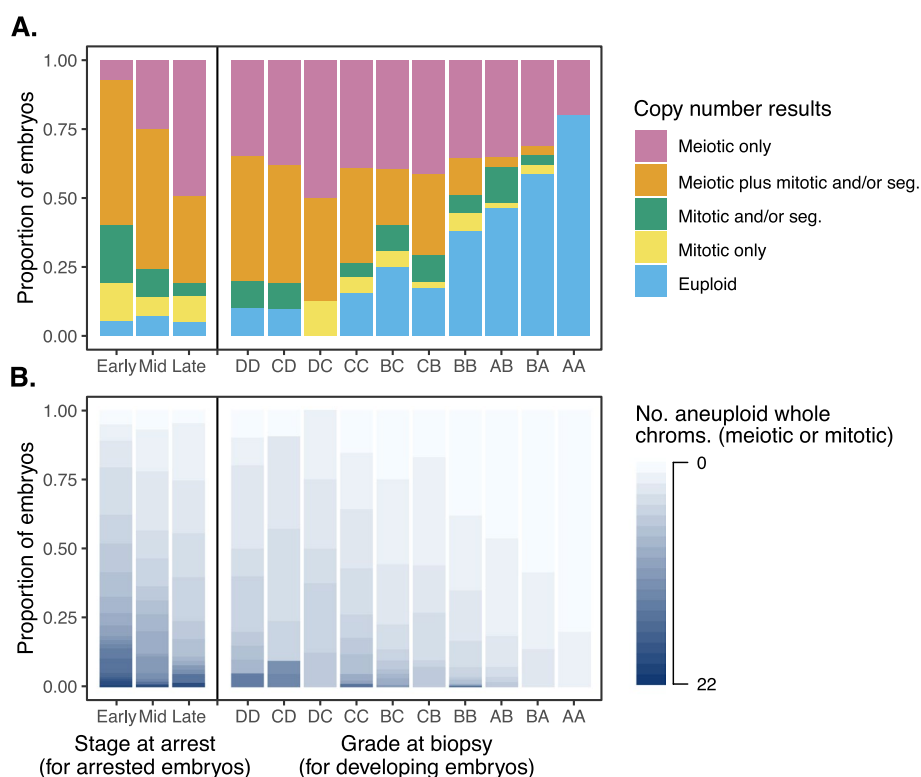 A.
1.00
0.75
0.50
0.25
0.00
Proportion of embryos
Early Mid Late DD CD DC CC BC CB BB AB BA AA
Copy number results
Meiotic only
Meiotic plus mitotic and/or seg.
Mitotic and/or seg.
Mitotic only
Euploid
B.
1.00
0.75
0.50
0.25
0.00
Proportion of embryos
Early Mid Late DD CD DC CC BC CB BB AB BA AA
Stage at arrest
(for arrested embryos)
Grade at biopsy
(for developing embryos)
No. aneuploid whole
chroms. (meiotic or mitotic)
0
22